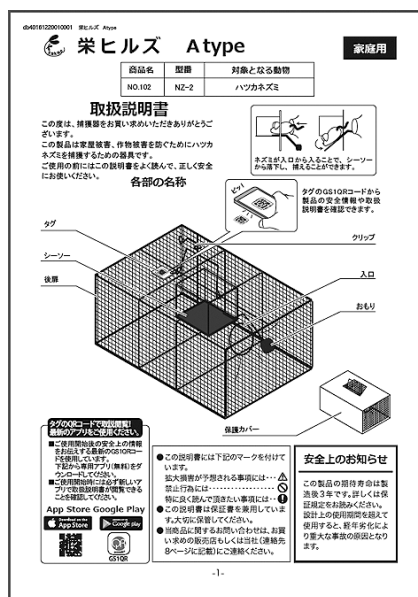 db40161220010001 栄ヒルズ Atype
栄ヒルズ Atype
家庭用
商品名 型番 対象となる動物
NO.102 NZ-2 ハツカネズミ
取扱説明書
この度は、捕獲器をお買い求めいただきありがとうございます。
この製品は家屋被害、作物被害を防ぐためにハツカ
ネズミを捕獲するための器具です。
ご使用の前にはこの説明書をよく読んで、正しく安全
にお使いください。
ネズミが入口から入ることで、シーソー
から落下し、捕えることができます。
各部の名称
ピッ!
タグのGS1QRコードから
製品の安全情報や取扱
説明書を確認できます。
タグ
シーソー
後扉
クリップ
入口
おもり
保護カバー
タグのQRコードで取説閲覧!
最新のアプリをご使用ください。
■ご使用開始後の安全上の情報
をお伝えする最新のGS1QRコー
ドを使用しています。
下記から専用アプリ(無料)をダ
ウンロードしてください。
■ご使用開始時には必ず新しいア
プリで取扱説明書が閲覧できる
ことを確認してください。
App Store Google Play
App Store
Google play
GS1QR
●この説明書には下記のマークを付けて
います。
拡大損害が予想される事項には…
禁止行為には…………
特に良く読んで頂きたい事項には…
●この説明書は保証書を兼用していま
す。大切に保管してください。
●当商品に関するお問い合わせは、お買
い求めの販売店もしくは当社(連絡先
8ページに記載)にご連絡ください。
安全上のお知らせ
この製品の期待寿命は製
造後3年です。詳しくは保
証規定をお読みください。
設計上の使用期間を超えて
使用すると、経年劣化によ
り重大な事故の原因となり
ます。
-1-